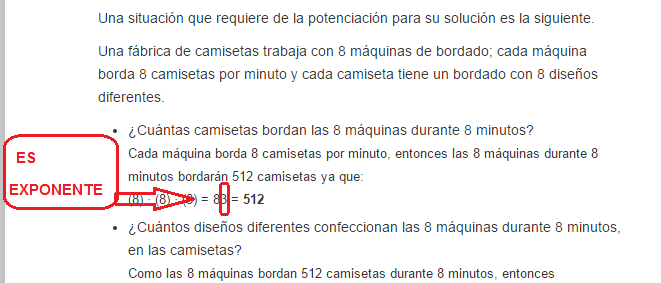 Una situación que requiere de la potenciación para su solución es la siguiente.
Una fábrica de camisetas trabaja con 8 máquinas de bordado; cada máquina
borda 8 camisetas por minuto y cada camiseta tiene un bordado con 8 diseños
diferentes.
• ¿Cuántas camisetas bordan las 8 máquinas durante 8 minutos?
Cada máquina borda 8 camisetas por minuto, entonces las 8 máquinas durante 8
minutos bordarán 512 camisetas ya que:
(8) · (8) · (8) = 83 = 512
ES
EXPONENTE
• ¿Cuántos diseños diferentes confeccionan las 8 máquinas durante 8 minutos,
en las camisetas?
Como las 8 máquinas bordan 512 camisetas durante 8 minutos, entonces